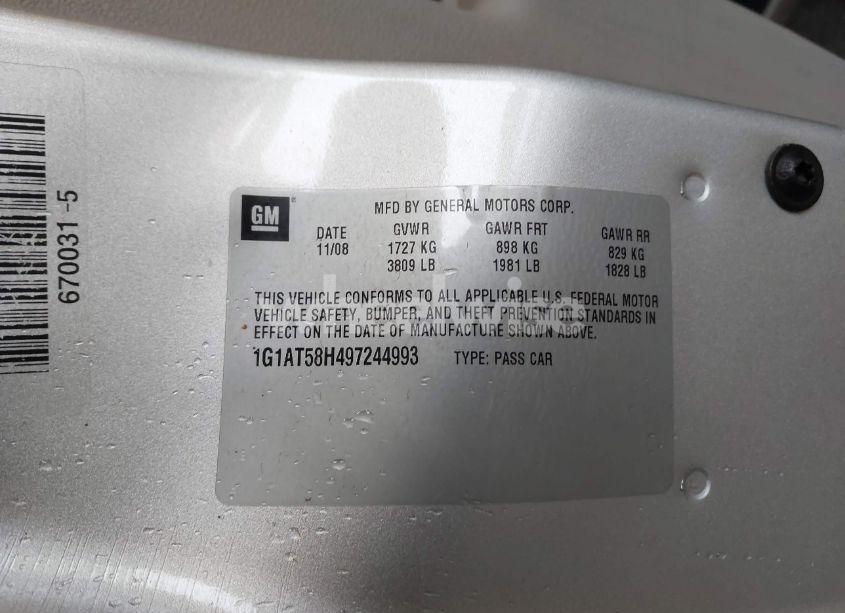 670031-5
GM
MFD BY GENERAL MOTORS CORP.
DATE GVWR GAWR FRT GAWR RR
11/08 1727 KG 898 KG 829 KG
3809 LB 1981 LB 1828 LB
THIS VEHICLE CONFORMS TO ALL APPLICABLE U.S. FEDERAL MOTOR
VEHICLE SAFETY, BUMPER, AND THEFT PREVENTION STANDARDS IN
EFFECT ON THE DATE OF MANUFACTURE SHOWN ABOVE.
1G1AT58H497244993 TYPE: PASS CAR